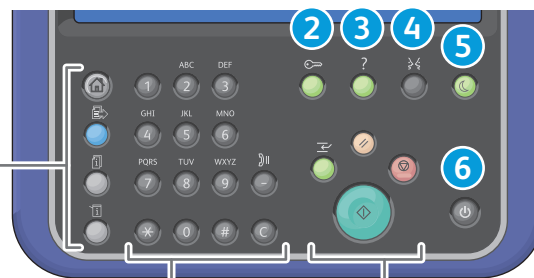 2 3 4 5
ABC DEF
?
1 2 3
GHI JKL MNO
4 5 6
PQRS TUV WXYZ
7 8 9 -
6
* 0 # C